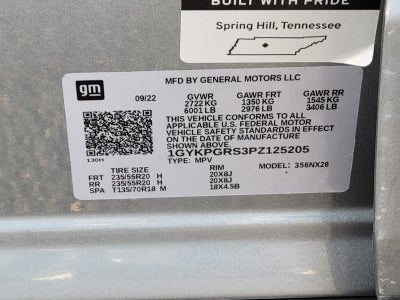 BUILT WITH PRIDE
Spring Hill, Tennessee
gm
MFD BY GENERAL MOTORS LLC
09/22 GVWR GAWR FRT GAWR RR
2722 KG 1350 KG 1545 KG
6001 LB 2976 LB 3406 LB
THIS VEHICLE CONFORMS TO ALL
APPLICABLE U.S. FEDERAL MOTOR
VEHICLE SAFETY STANDARDS IN EFFECT
ON THE DATE OF MANUFACTURE
SHOWN ABOVE.
1GYKPGRS3PZ125205
130H TYPE: MPV MODEL: 356NX26
TIRE SIZE RIM
FRT 235/55R20 H 20X8J
RR 235/55R20 H 20X8J
SPA T135/70R18 M 18X4.5B